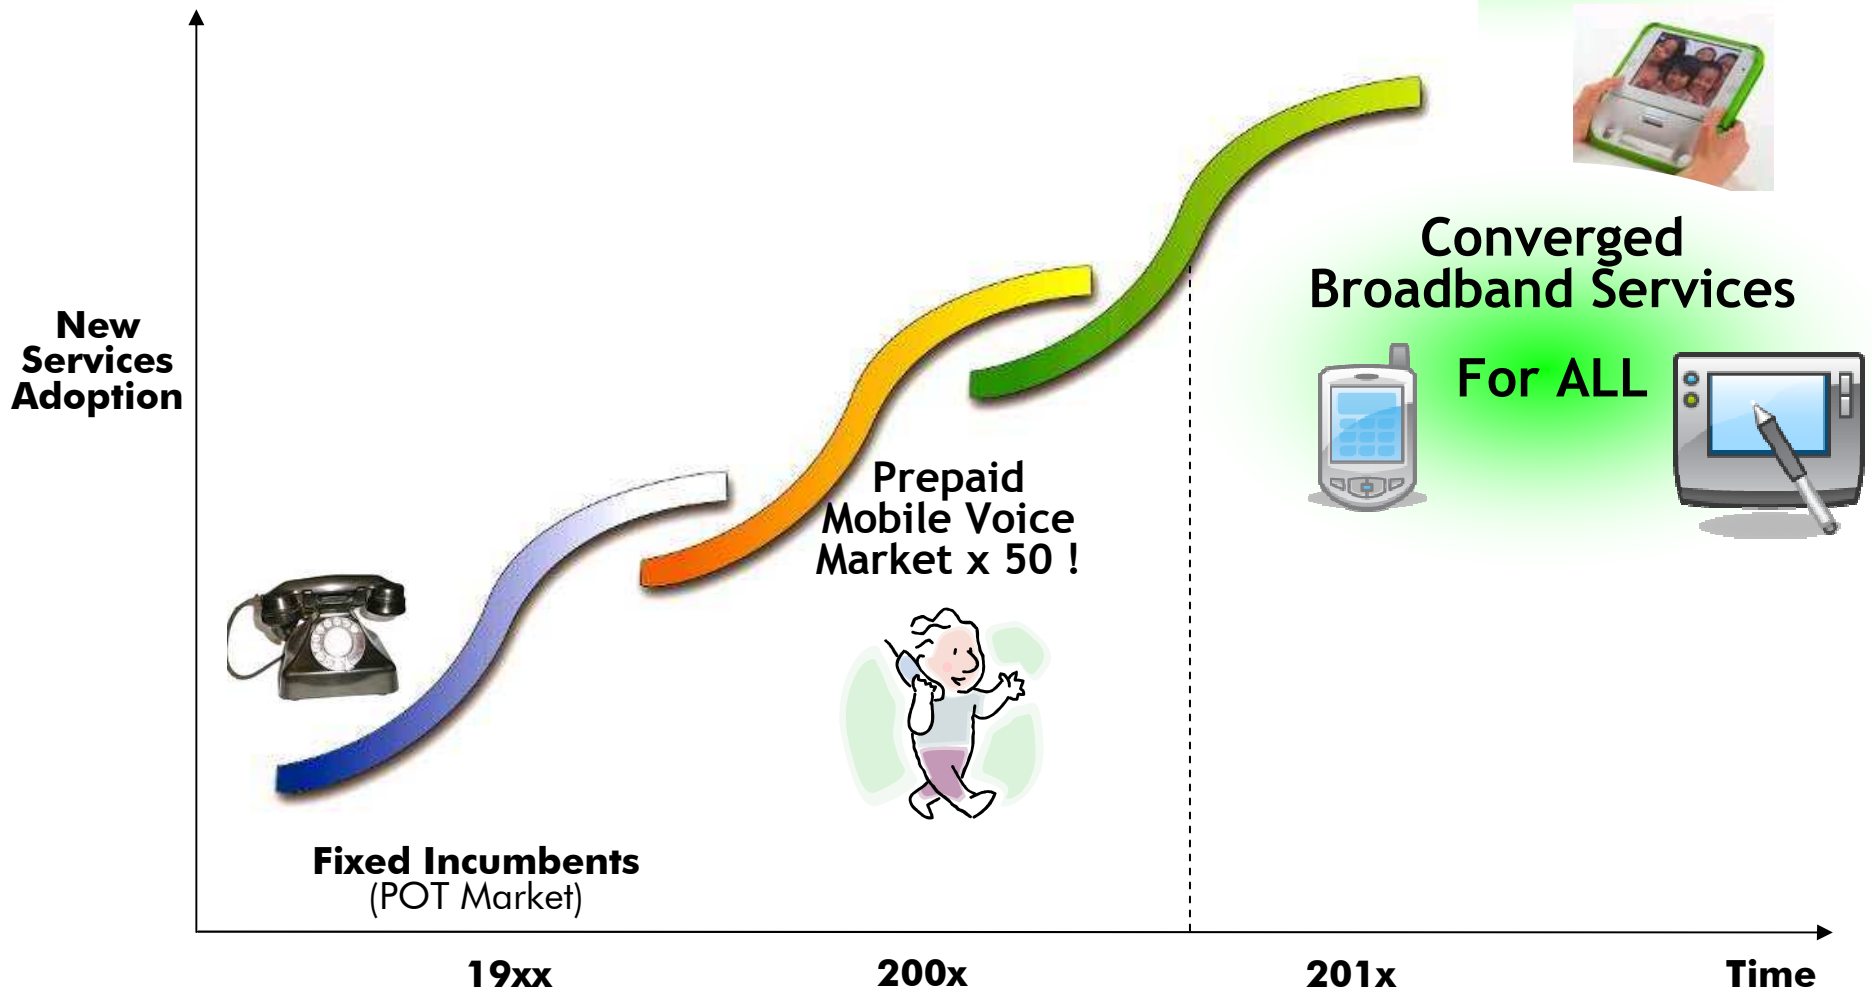 Converged
Broadband Services
For ALL
New
Services
Adoption
Prepaid
Mobile Voice
Market x 50 !
Fixed Incumbents
(POT Market)
19xx
200x
201x
Time